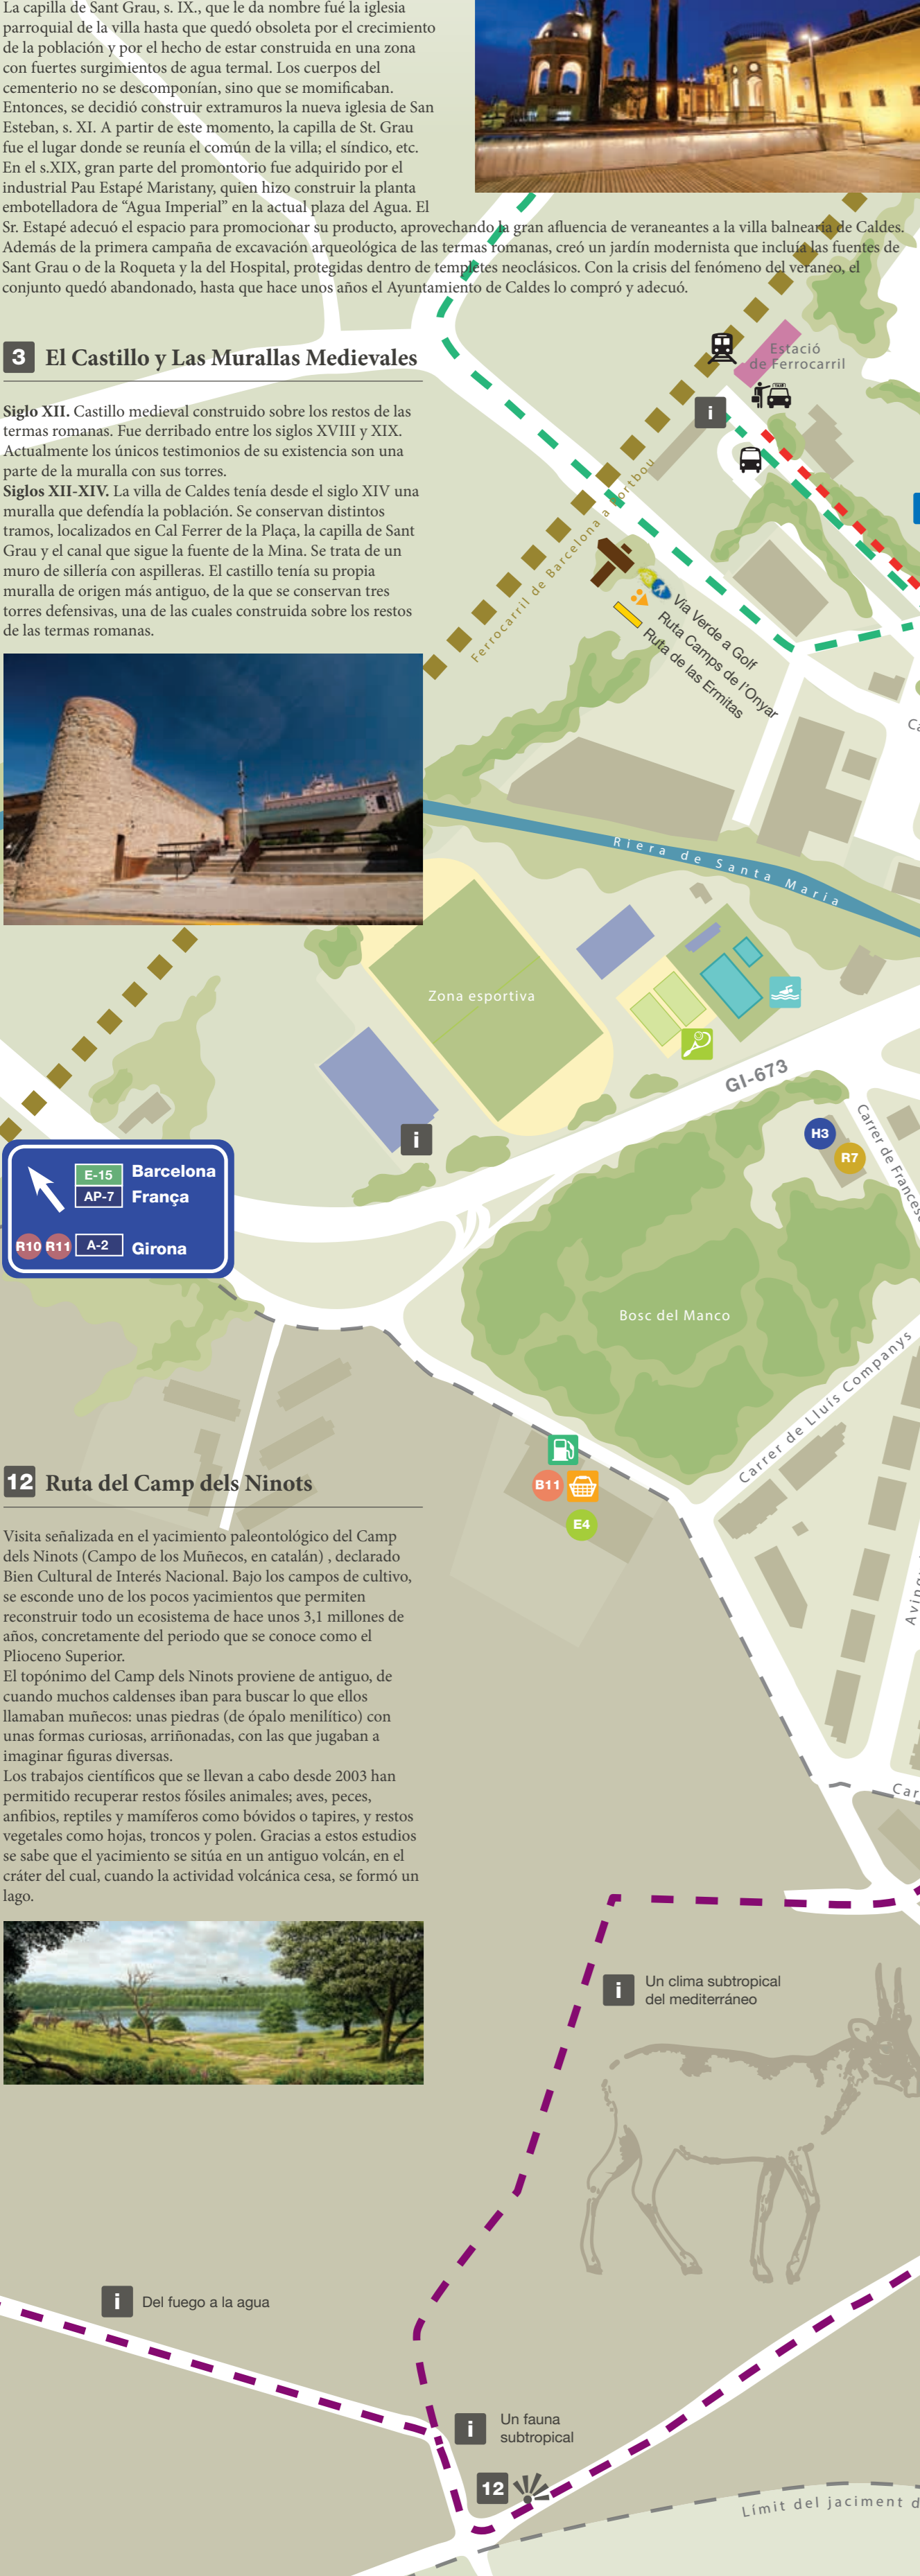 La capilla de Sant Grau, s. IX., que le da nombre fué la iglesia
parroquial de la villa hasta que quedó obsoleta por el crecimiento
de la población y por el hecho de estar construida en una zona
con fuertes surgimientos de agua termal. Los cuerpos del
cementerio no se descomponían, sino que se momificaban.
Entonces, se decidió construir extramuros la nueva iglesia de San
Esteban, s. XI. A partir de este momento, la capilla de St. Grau
fue el lugar donde se reunía el común de la villa; el síndico, etc.
En el s.XIX, gran parte del promontorio fue adquirido por el
industrial Pau Estapé Maristany, quien hizo construir la planta
embotelladora de “Agua Imperial” en la actual plaza del Agua. El
Sr. Estapé adecuó el espacio para promocionar su producto, aprovechando la gran afluencia de veraneantes a la villa balnearia de Caldes.
Además de la primera campaña de excavación arqueológica de las termas romanas, creó un jardín modernista que incluía las fuentes de
Sant Grau o de la Roqueta y la del Hospital, protegidas dentro de templetes neoclásicos. Con la crisis del fenómeno del veraneo, el
conjunto quedó abandonado, hasta que hace unos años el Ayuntamiento de Caldes lo compró y adecuó.
3 El Castillo y Las Murallas Medievales
Siglo XII. Castillo medieval construido sobre los restos de las
termas romanas. Fue derribado entre los siglos XVIII y XIX.
Actualmente los únicos testimonios de su existencia son una
parte de la muralla con sus torres.
Siglos XII-XIV. La villa de Caldes tenía desde el siglo XIV una
muralla que defendía la población. Se conservan distintos
tramos, localizados en Cal Ferrer de la Plaça, la capilla de Sant
Grau y el canal que sigue la fuente de la Mina. Se trata de un
muro de sillería con aspilleras. El castillo tenía su propia
muralla de origen más antiguo, de la que se conservan tres
torres defensivas, una de las cuales construida sobre los restos
de las termas romanas.
Estació
de Ferrocarril
i
Ferrocarril de Barcelona a Portbou
Via Verde a Golf
Ruta Camps de l'Onyar
Ruta de las Ermitas
Ca
Riera de Santa Maria
Zona esportiva
GI-673
i
H3
R7
Carrer de Francesc
E-15 Barcelona
AP-7 França
R10 R11 A-2 Girona
Bosc del Manco
Carrer de Lluís Companys
B11
E4
Aving
Car
12 Ruta del Camp dels Ninots
Visita señalizada en el yacimiento paleontológico del Camp
dels Ninots (Campo de los Muñecos, en catalán) , declarado
Bien Cultural de Interés Nacional. Bajo los campos de cultivo,
se esconde uno de los pocos yacimientos que permiten
reconstruir todo un ecosistema de hace unos 3,1 millones de
años, concretamente del periodo que se conoce como el
Plioceno Superior.
El topónimo del Camp dels Ninots proviene de antiguo, de
cuando muchos caldenses iban para buscar lo que ellos
llamaban muñecos: unas piedras (de ópalo menilítico) con
unas formas curiosas, arriñonadas, con las que jugaban a
imaginar figuras diversas.
Los trabajos científicos que se llevan a cabo desde 2003 han
permitido recuperar restos fósiles animales; aves, peces,
anfibios, reptiles y mamíferos como bóvidos o tapires, y restos
vegetales como hojas, troncos y polen. Gracias a estos estudios
se sabe que el yacimiento se sitúa en un antiguo volcán, en el
cráter del cual, cuando la actividad volcánica cesa, se formó un
lago.
i Un clima subtropical
del mediterráneo
i Del fuego a la agua
i Un fauna
subtropical
12
Límit del jaciment d